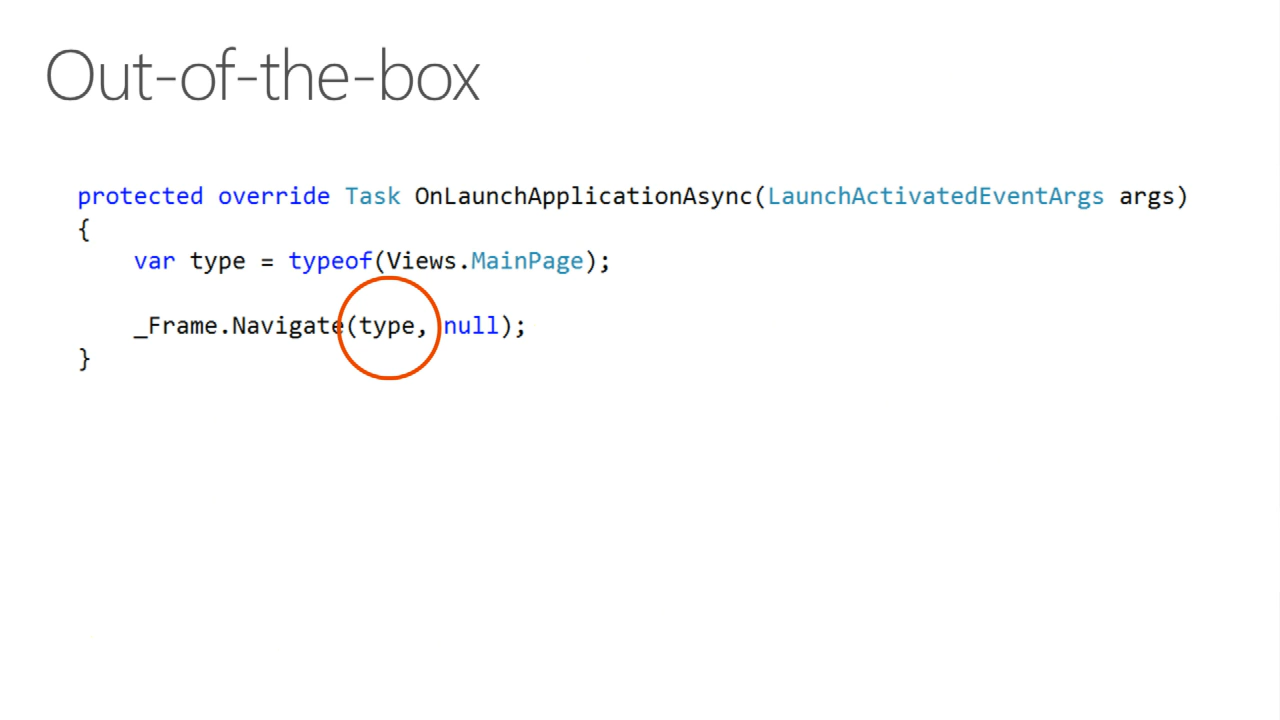 Out-of-the-box
protected override Task OnLaunchApplicationAsync(LaunchActivatedEventArgs args)
{
var type = typeof(Views.MainPage);
_Frame.Navigate(type, null);
}